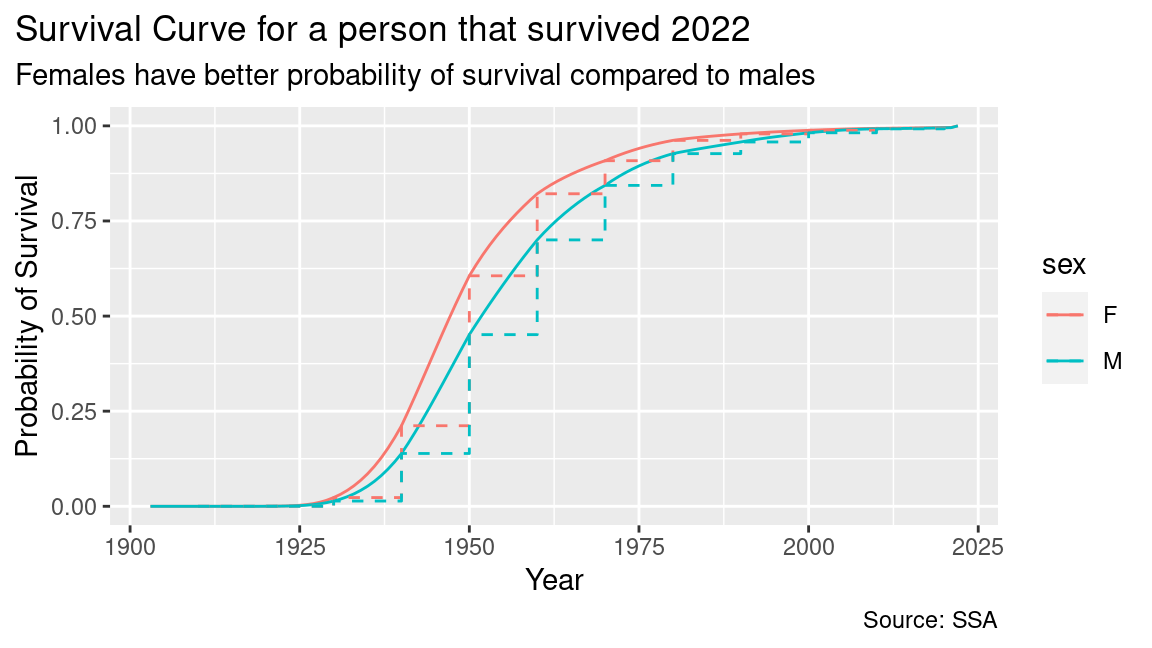 Survival Curve for a person that survived 2022
Females have better probability of survival compared to males
1.00
0.75
0.50
0.25
0.00
Probability of Survival
1900
1925
1950
1975
2000
2025
Year
sex
F
M
Source: SSA